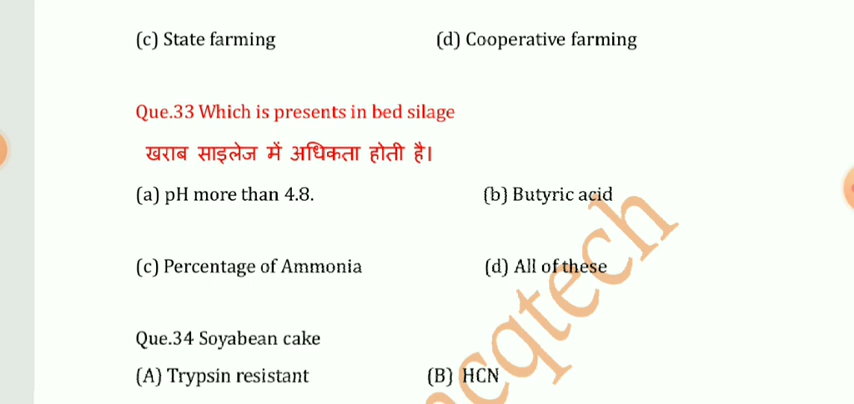 (c) State farming (d) Cooperative farming
Que.33 Which is presents in bed silage
खराब साइलेज में अधिकता होती है।
(a) pH more than 4.8. (b) Butyric acid
(c) Percentage of Ammonia (d) All of these
Que.34 Soyabean cake
(A) Trypsin resistant (B) HCN
cqtech